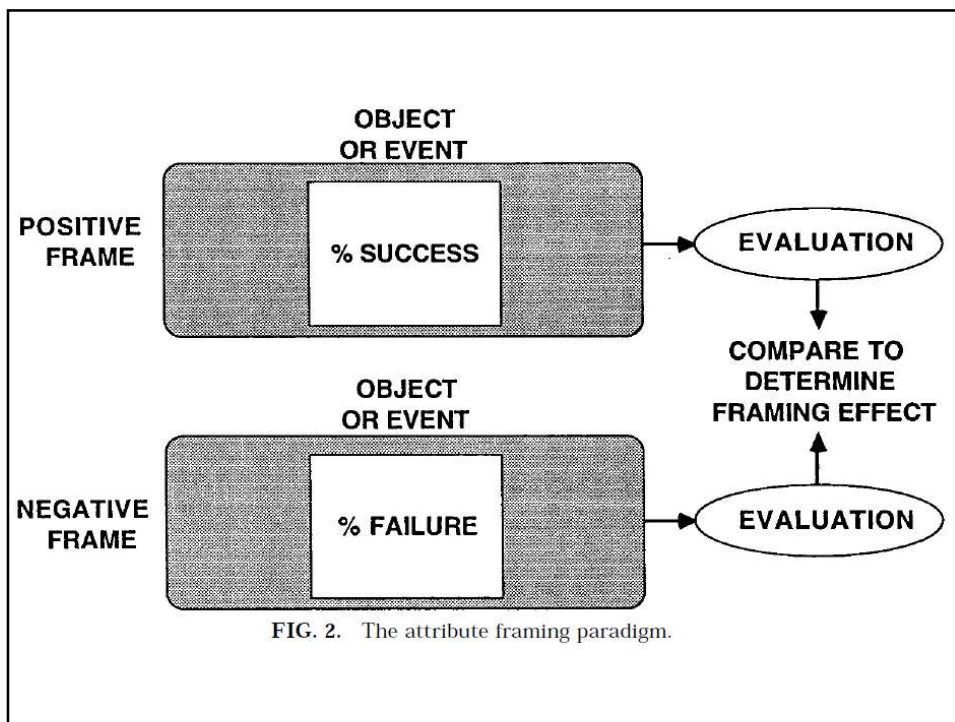 OBJECT
OR EVENT
POSITIVE
FRAME
% SUCCESS
EVALUATION
COMPARE TO
DETERMINE
FRAMING EFFECT
OBJECT
OR EVENT
NEGATIVE
FRAME
% FAILURE
EVALUATION
FIG. 2. The attribute framing paradigm.